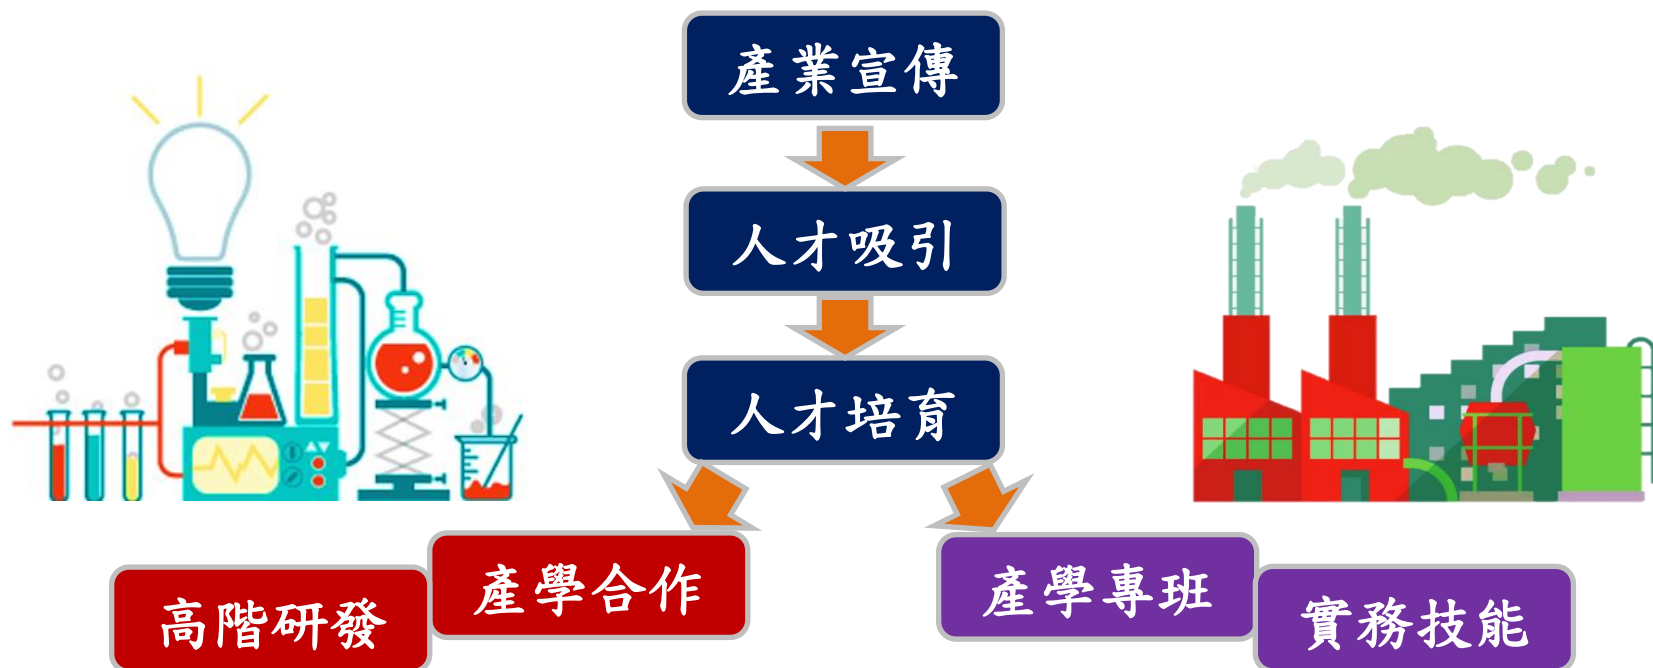 產業宣傳
人才吸引
人才培育
產學合作
高階研發
產學專班
實務技能